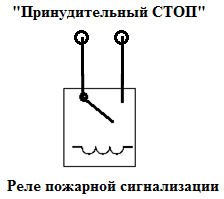 "Принудительный СТОП"
Реле пожарной сигнализации